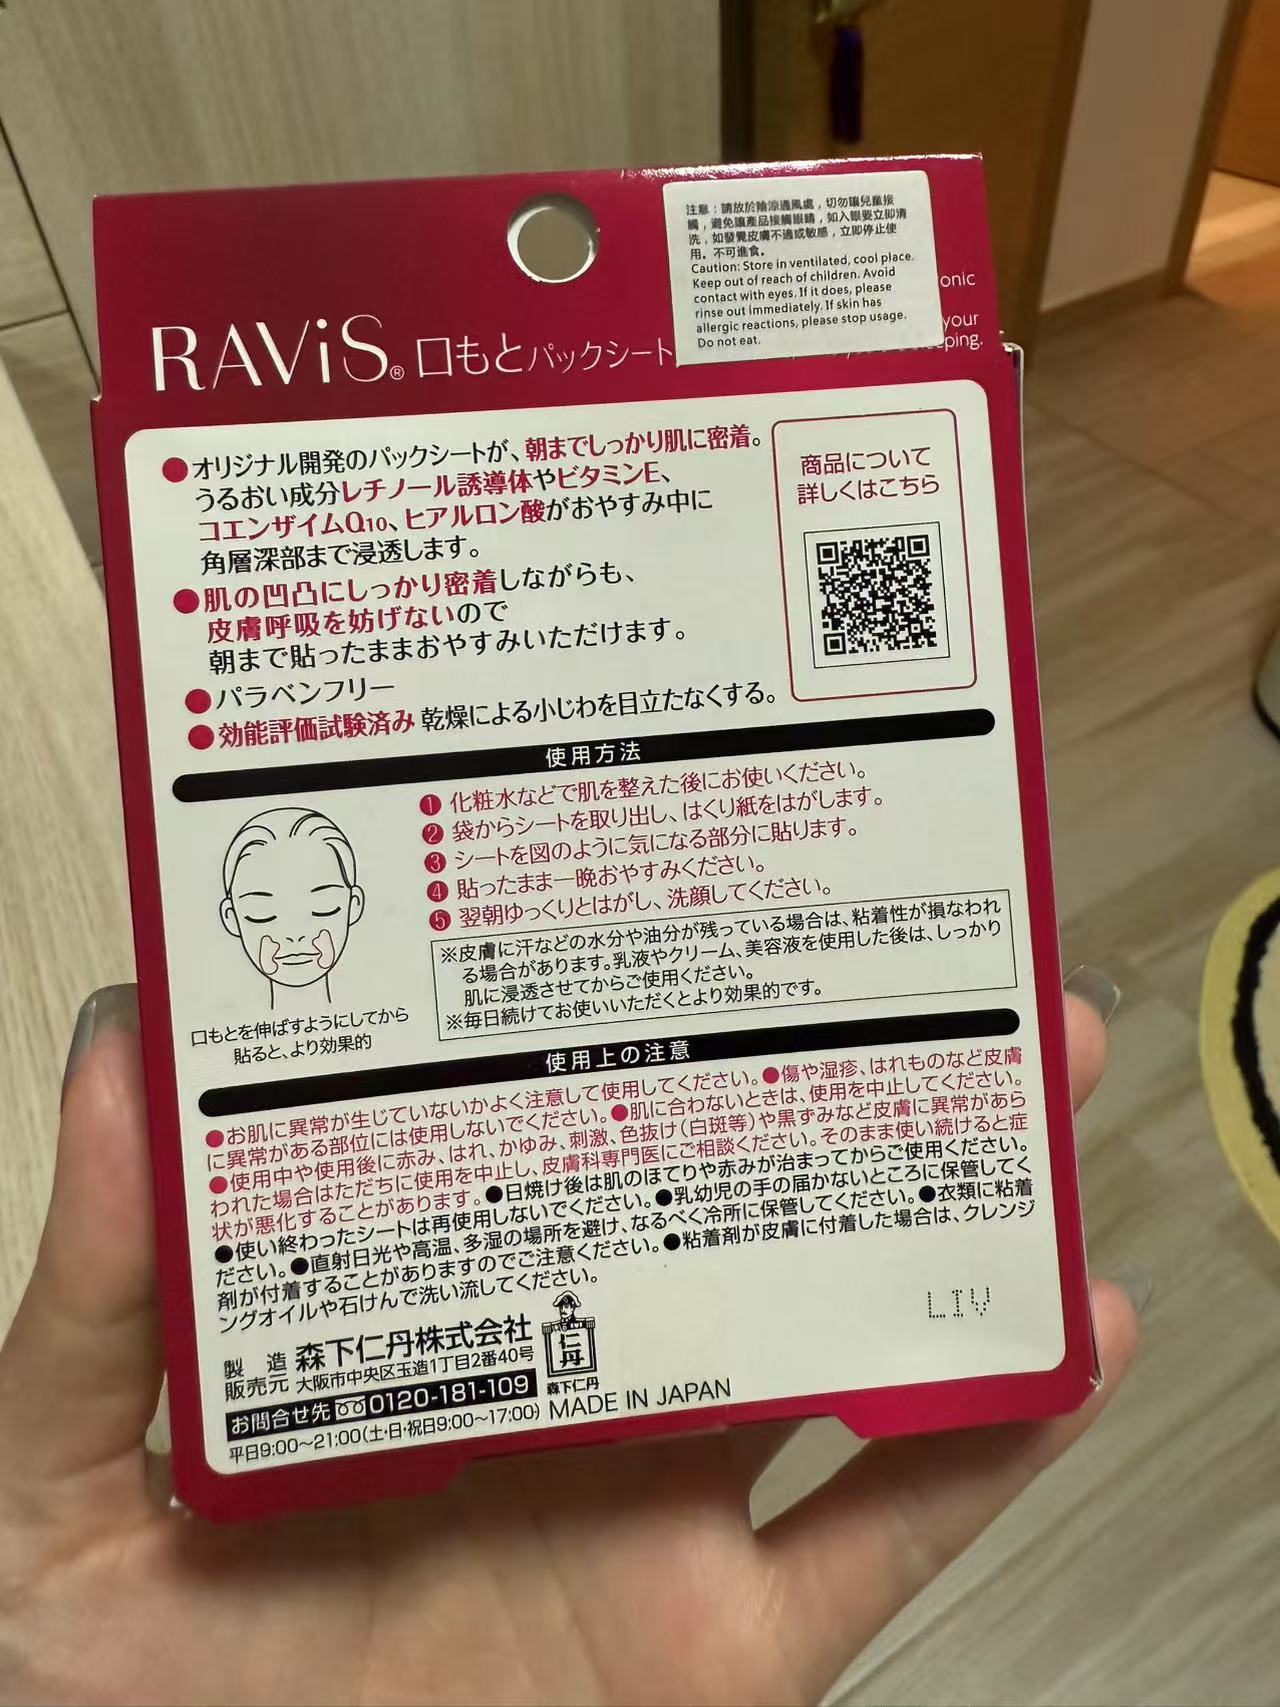 注意：請放於陰涼通風處，切勿讓兒童接
觸，避免讓產品接觸眼睛，如入眼要立即清
洗，如發覺皮膚不適或敏感，立即停止使
用。不可進食。
Caution: Store in ventilated, cool place.
Keep out of reach of children. Avoid
contact with eyes. If it does, please
rinse out immediately. If skin has
allergic reactions, please stop usage.
Do not eat.
onic
your
ping.
RAViS® 口もとパックシート
●オリジナル開発のパックシートが、朝までしっかり肌に密着。
うるおい成分レチノール誘導体やビタミンE、
コエンザイムQ10、ヒアルロン酸がおやすみ中に
角層深部まで浸透します。
●肌の凹凸にしっかり密着しながらも、
皮膚呼吸を妨げないので
朝まで貼ったままおやすみいただけます。
●パラベンフリー
●効能評価試験済み 乾燥による小じわを目立たなくする。
商品について
詳しくはこちら
使用方法
❶ 化粧水などで肌を整えた後にお使いください。
❷ 袋からシートを取り出し、はくり紙をはがします。
❸ シートを図のように気になる部分に貼ります。
❹ 貼ったまま一晩おやすみください。
❺ 翌朝ゆっくりとはがし、洗顔してください。
※皮膚に汗などの水分や油分が残っている場合は、粘着性が損なわれ
る場合があります。乳液やクリーム、美容液を使用した後は、しっかり
肌に浸透させてからご使用ください。
※毎日続けてお使いいただくとより効果的です。
口もとを伸ばすようにしてから
貼ると、より効果的
使用上の注意
●お肌に異常が生じていないかよく注意して使用してください。●傷や湿疹、はれものなど皮膚
に異常がある部位には使用しないでください。●肌に合わないときは、使用を中止してください。
●使用中や使用後に赤み、はれ、かゆみ、刺激、色抜け(白斑等)や黒ずみなど皮膚に異常があら
われた場合はただちに使用を中止し、皮膚科専門医にご相談ください。そのまま使い続けると症
状が悪化することがあります。●日焼け後は肌のほてりや赤みが治まってからご使用ください。
●使い終わったシートは再使用しないでください。●乳幼児の手の届かないところに保管してく
ださい。●直射日光や高温、多湿の場所を避け、なるべく冷所に保管してください。●衣類に粘着
剤が付着することがありますのでご注意ください。●粘着剤が皮膚に付着した場合は、クレンジ
ングオイルや石けんで洗い流してください。
LIV
製造 森下仁丹株式会社
販売元 大阪市中央区玉造1丁目2番40号
仁丹
森下仁丹
お問合せ先 0120-181-109
平日9:00～21:00(土・日・祝日9:00～17:00)
MADE IN JAPAN